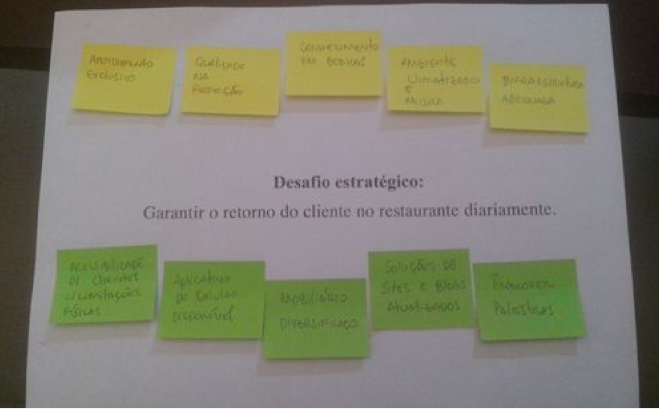 ATENDIMENTO
EXCLUSIVO
QUALIDADE
NA
REFEIÇÃO
CONHECIMENTO
EM BEBIDAS
AMBIENTE
CLIMATIZADO
E
MÚSICA
INFRAESTRUTURA
ADEQUADA
Desafio estratégico:
Garantir o retorno do cliente no restaurante diariamente.
ACESSIBILIDADE
DE CLIENTES
LIMITAÇÕES
FÍSICAS
Aplicativo
DE Celular
DISPONÍVEL
MOBILIÁRIO
DIVERSIFICADO
SOLUÇÕES DE
SITES E BLOGS
ATUALIZADOS
PROMOVER
Palestras